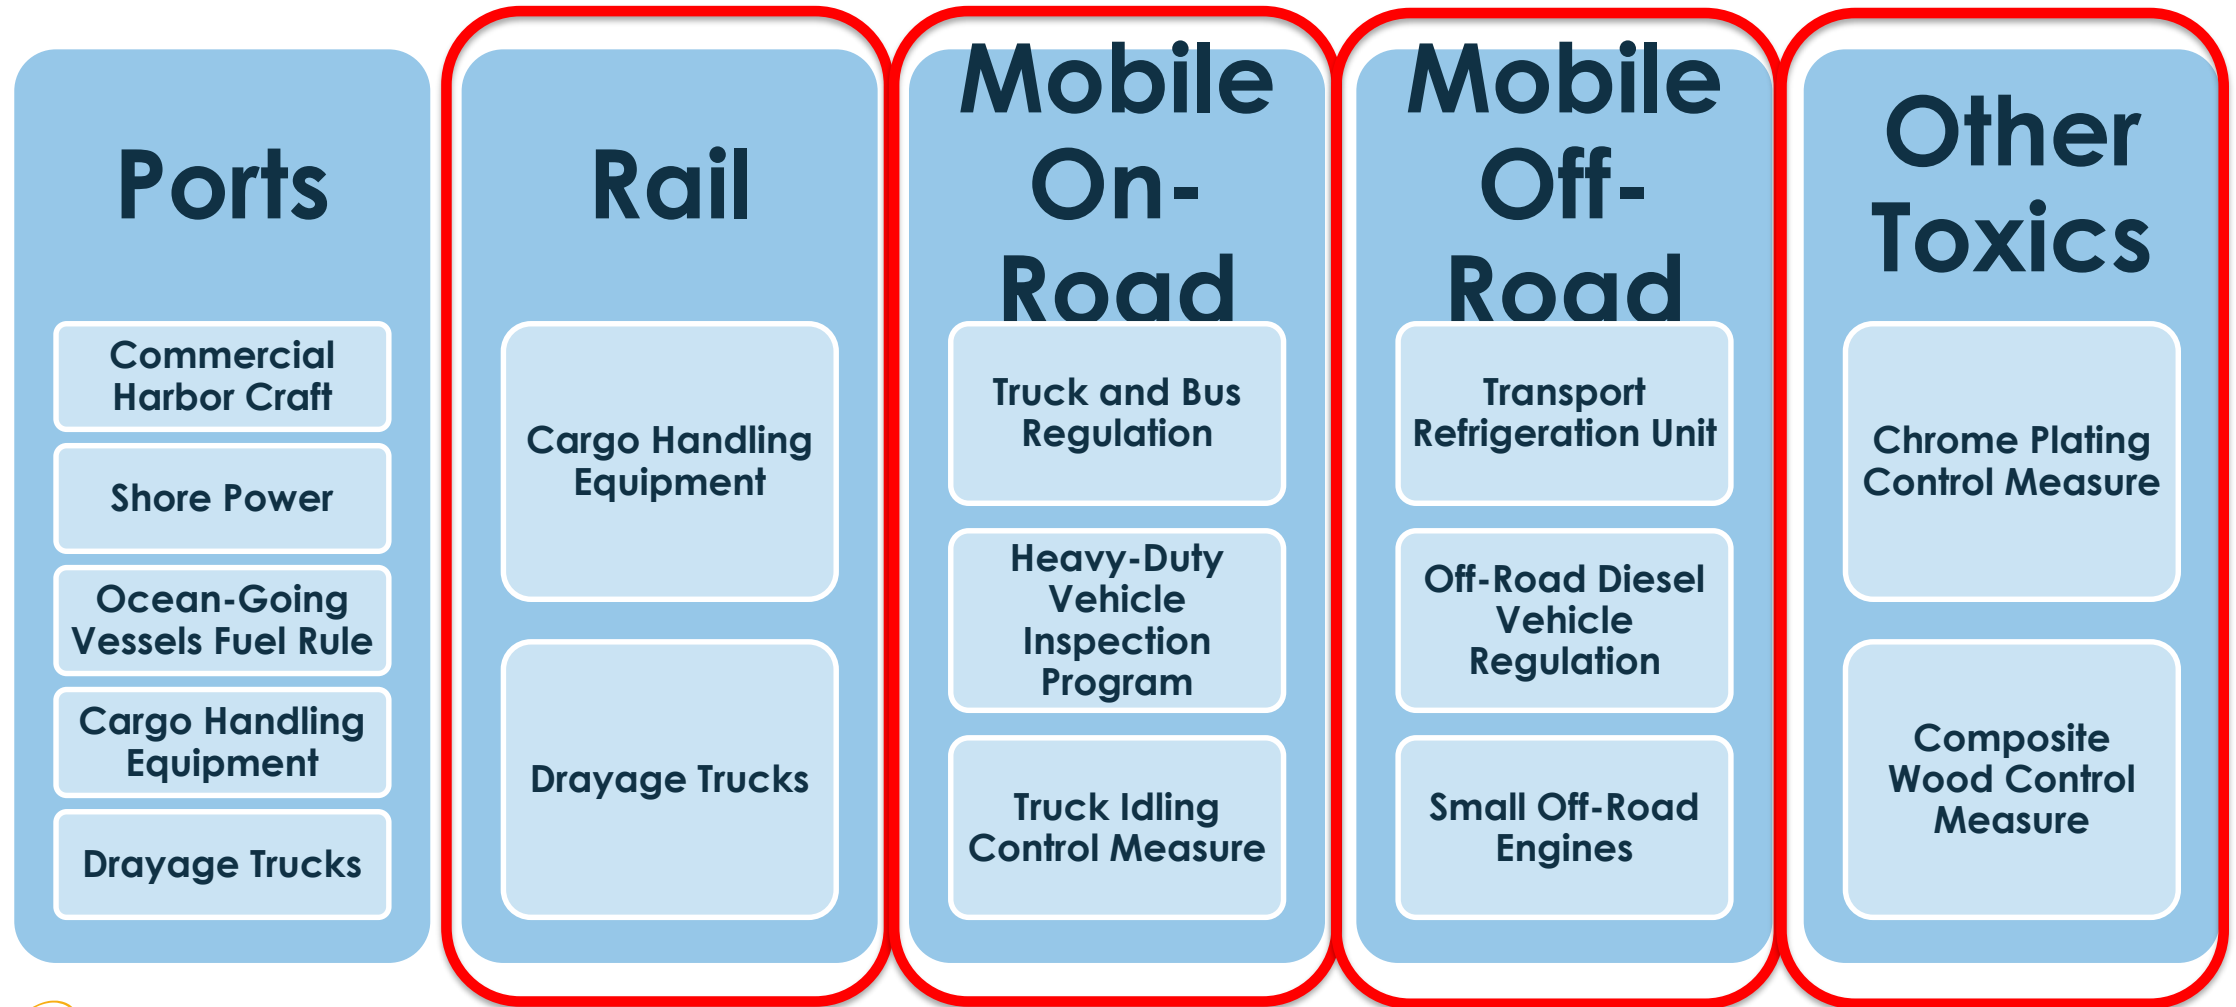 Ports
Commercial
Harbor Craft
Shore Power
Ocean-Going
Vessels Fuel Rule
Cargo Handling
Equipment
Drayage Trucks
Rail
Cargo Handling
Equipment
Drayage Trucks
Mobile
On-
Road
Truck and Bus
Regulation
Heavy-Duty
Vehicle
Inspection
Program
Truck Idling
Control Measure
Mobile
Off-
Road
Transport
Refrigeration Unit
Off-Road Diesel
Vehicle
Regulation
Small Off-Road
Engines
Other
Toxics
Chrome Plating
Control Measure
Composite
Wood Control
Measure